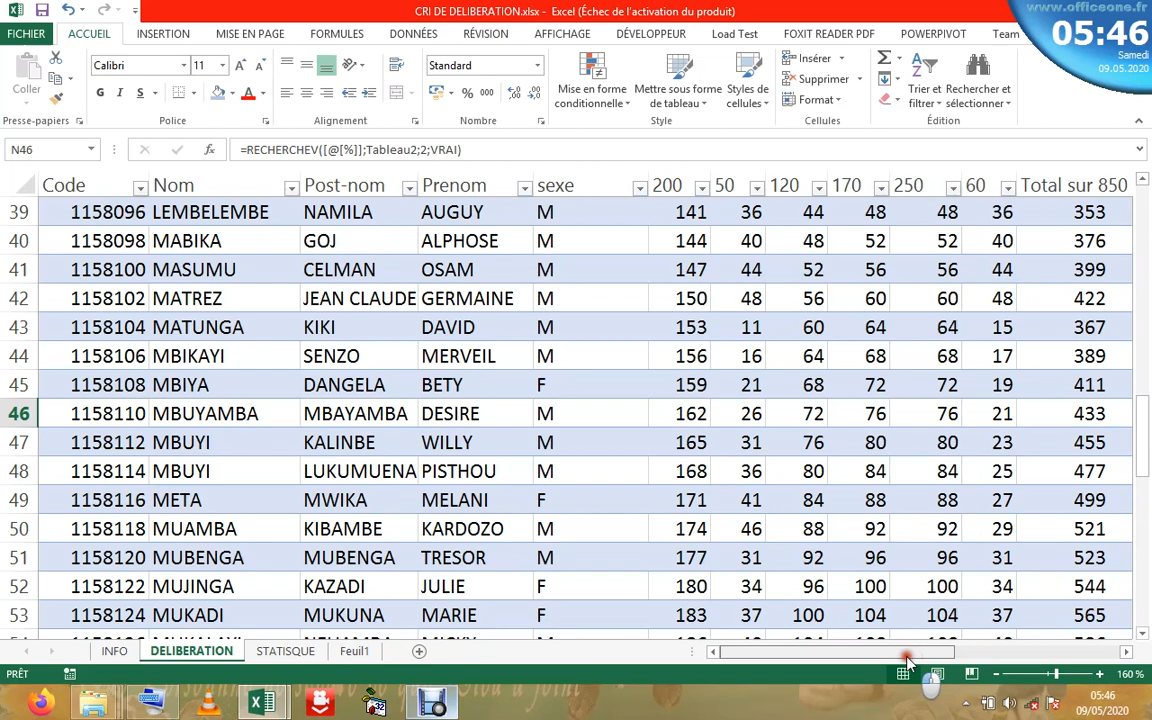 CRI DE DELIBERATION.xlsx - Excel (Échec de l'activation du produit)
www.officeone.fr
05:46
Samedi
09.05.2020
FICHIER ACCUEIL INSERTION MISE EN PAGE FORMULES DONNÉES RÉVISION AFFICHAGE DÉVELOPPEUR Load Test FOXIT READER PDF POWERPIVOT Team
Coller
Calibri 11
G I S
Standard
% 000
Mise en forme conditionnelle
Mettre sous forme de tableau
Styles de cellules
Insérer
Supprimer
Format
Trier et filtrer
Rechercher et sélectionner
Presse-papiers Police Alignement Nombre Style Cellules Édition
N46 =RECHERCHEV([@[%]];Tableau2;2;VRAI)
Code Nom Post-nom Prenom sexe 200 50 120 170 250 60 Total sur 850
39 1158096 LEMBELEMBE NAMILA AUGUY M 141 36 44 48 48 36 353
40 1158098 MABIKA GOJ ALPHOSE M 144 40 48 52 52 40 376
41 1158100 MASUMU CELMAN OSAM M 147 44 52 56 56 44 399
42 1158102 MATREZ JEAN CLAUDE GERMAINE M 150 48 56 60 60 48 422
43 1158104 MATUNGA KIKI DAVID M 153 11 60 64 64 15 367
44 1158106 MBIKAYI SENZO MERVEIL M 156 16 64 68 68 17 389
45 1158108 MBIYA DANGELA BETY F 159 21 68 72 72 19 411
46 1158110 MBUYAMBA MBAYAMBA DESIRE M 162 26 72 76 76 21 433
47 1158112 MBUYI KALINBE WILLY M 165 31 76 80 80 23 455
48 1158114 MBUYI LUKUMUENA PISTHOU M 168 36 80 84 84 25 477
49 1158116 META MWIKA MELANI F 171 41 84 88 88 27 499
50 1158118 MUAMBA KIBAMBE KARDOZO M 174 46 88 92 92 29 521
51 1158120 MUBENGA MUBENGA TRESOR M 177 31 92 96 96 31 523
52 1158122 MUJINGA KAZADI JULIE F 180 34 96 100 100 34 544
53 1158124 MUKADI MUKUNA MARIE F 183 37 100 104 104 37 565
INFO DELIBERATION STATISQUE Feuil1
PRÊT 160 %
05:46
09/05/2020